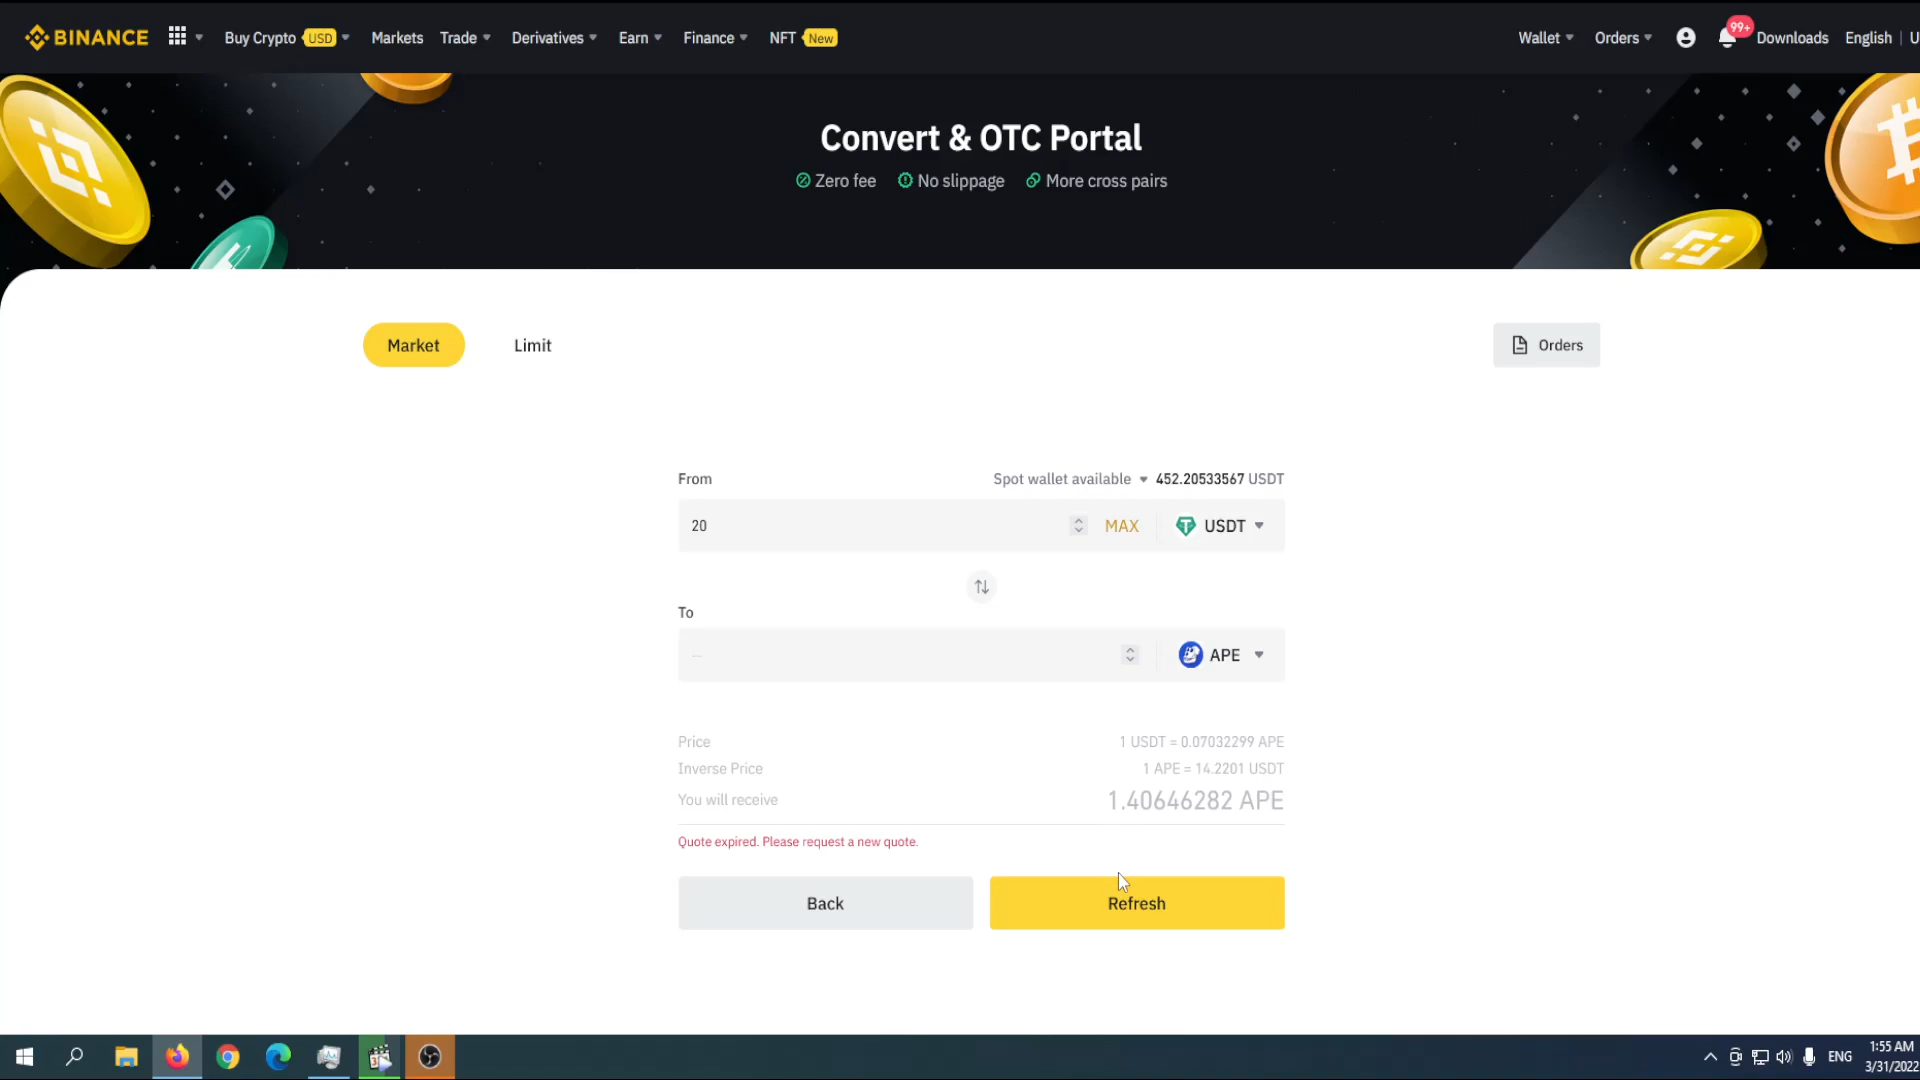 BINANCE Buy Crypto USD Markets Trade Derivatives Earn Finance NFT New Wallet Orders 99+ Downloads English | U
Convert & OTC Portal
Zero fee No slippage More cross pairs
Market Limit Orders
From Spot wallet available 452.20533567 USDT
20 MAX USDT
To
-- APE
Price 1 USDT = 0.07032299 APE
Inverse Price 1 APE = 14.2201 USDT
You will receive 1.40646282 APE
Quote expired. Please request a new quote.
Back Refresh
ENG 1:55 AM
3/31/2022